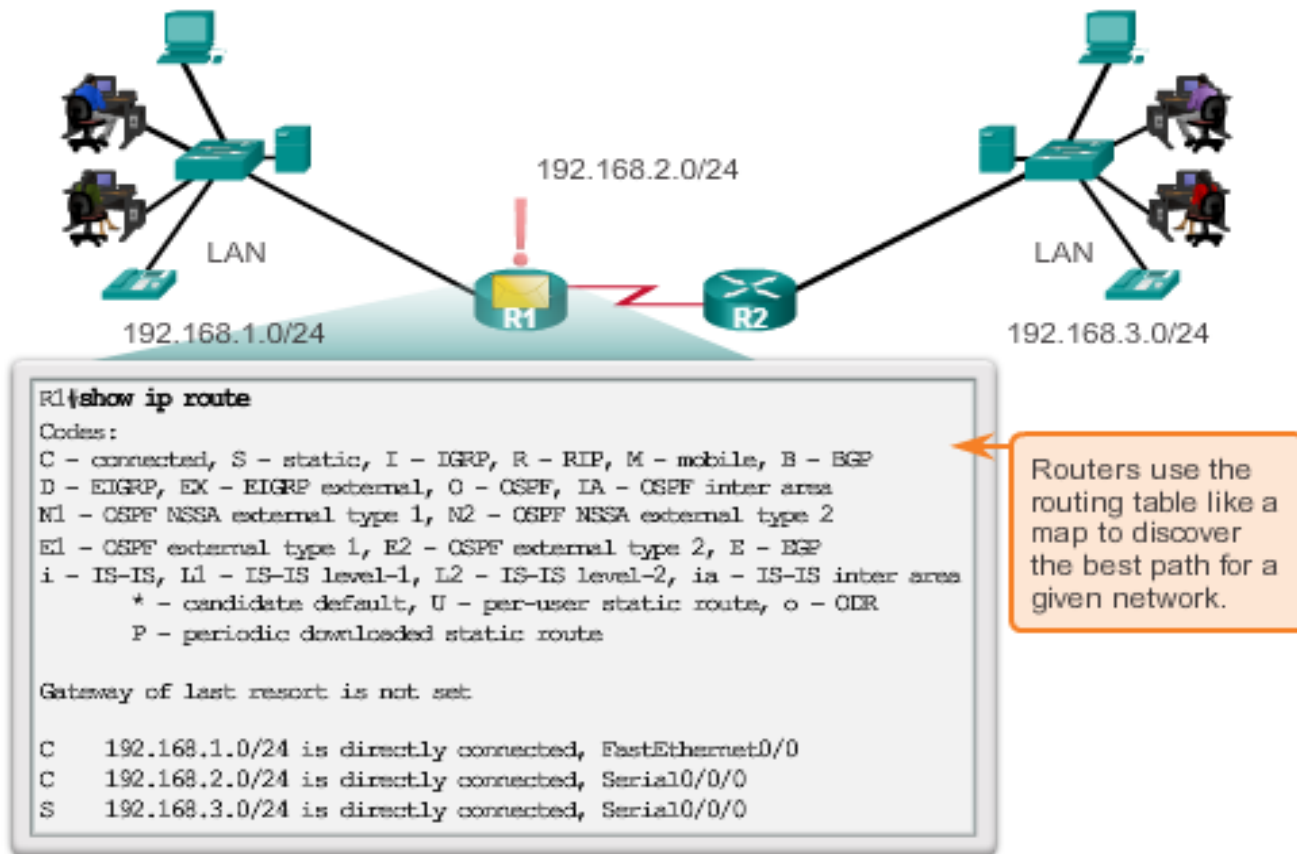 192.168.2.0/24
LAN
LAN
R1
R2
192.168.1.0/24
192.168.3.0/24
R1#show ip route
Codes:
C - connected, S - static, I - IGRP, R - RIP, M - mobile, B - BGP
D - EIGRP, EX - EIGRP external, O - OSPF, IA - OSPF inter area
N1 - OSPF NSSA external type 1, N2 - OSPF NSSA external type 2
E1 - OSPF external type 1, E2 - OSPF external type 2, E - EGP
i - IS-IS, L1 - IS-IS level-1, L2 - IS-IS level-2, ia - IS-IS inter area
* - candidate default, U - per-user static route, o - ODR
P - periodic downloaded static route
Gateway of last resort is not set
C 192.168.1.0/24 is directly connected, FastEthernet0/0
C 192.168.2.0/24 is directly connected, Serial0/0/0
S 192.168.3.0/24 is directly connected, Serial0/0/0
Routers use the
routing table like a
map to discover
the best path for a
given network.